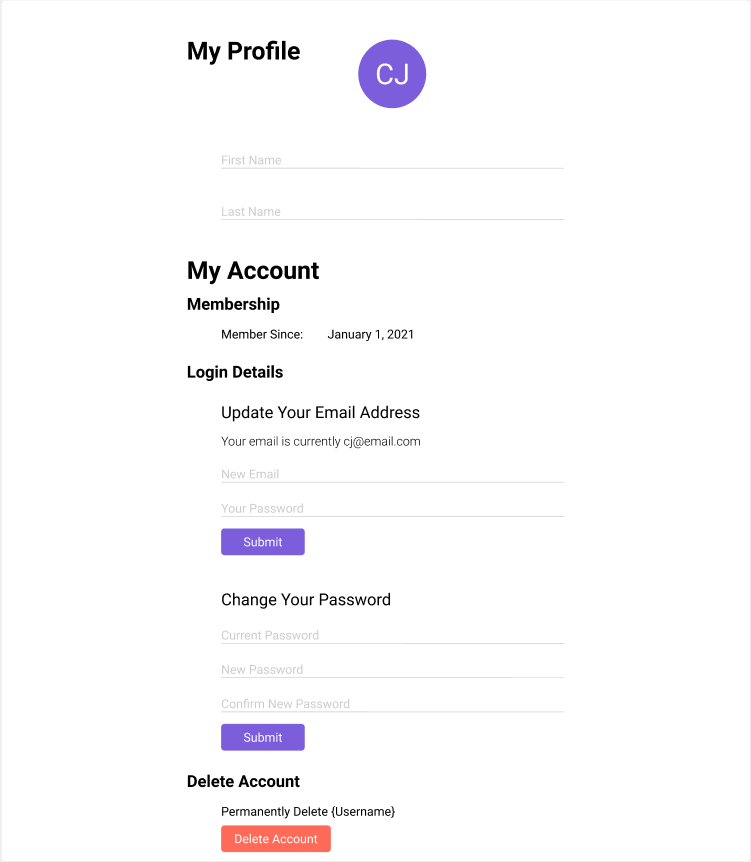 My Profile
CJ
First Name
Last Name
My Account
Membership
Member Since: January 1, 2021
Login Details
Update Your Email Address
Your email is currently cj@email.com
New Email
Your Password
Submit
Change Your Password
Current Password
New Password
Confirm New Password
Submit
Delete Account
Permanently Delete {Username}
Delete Account